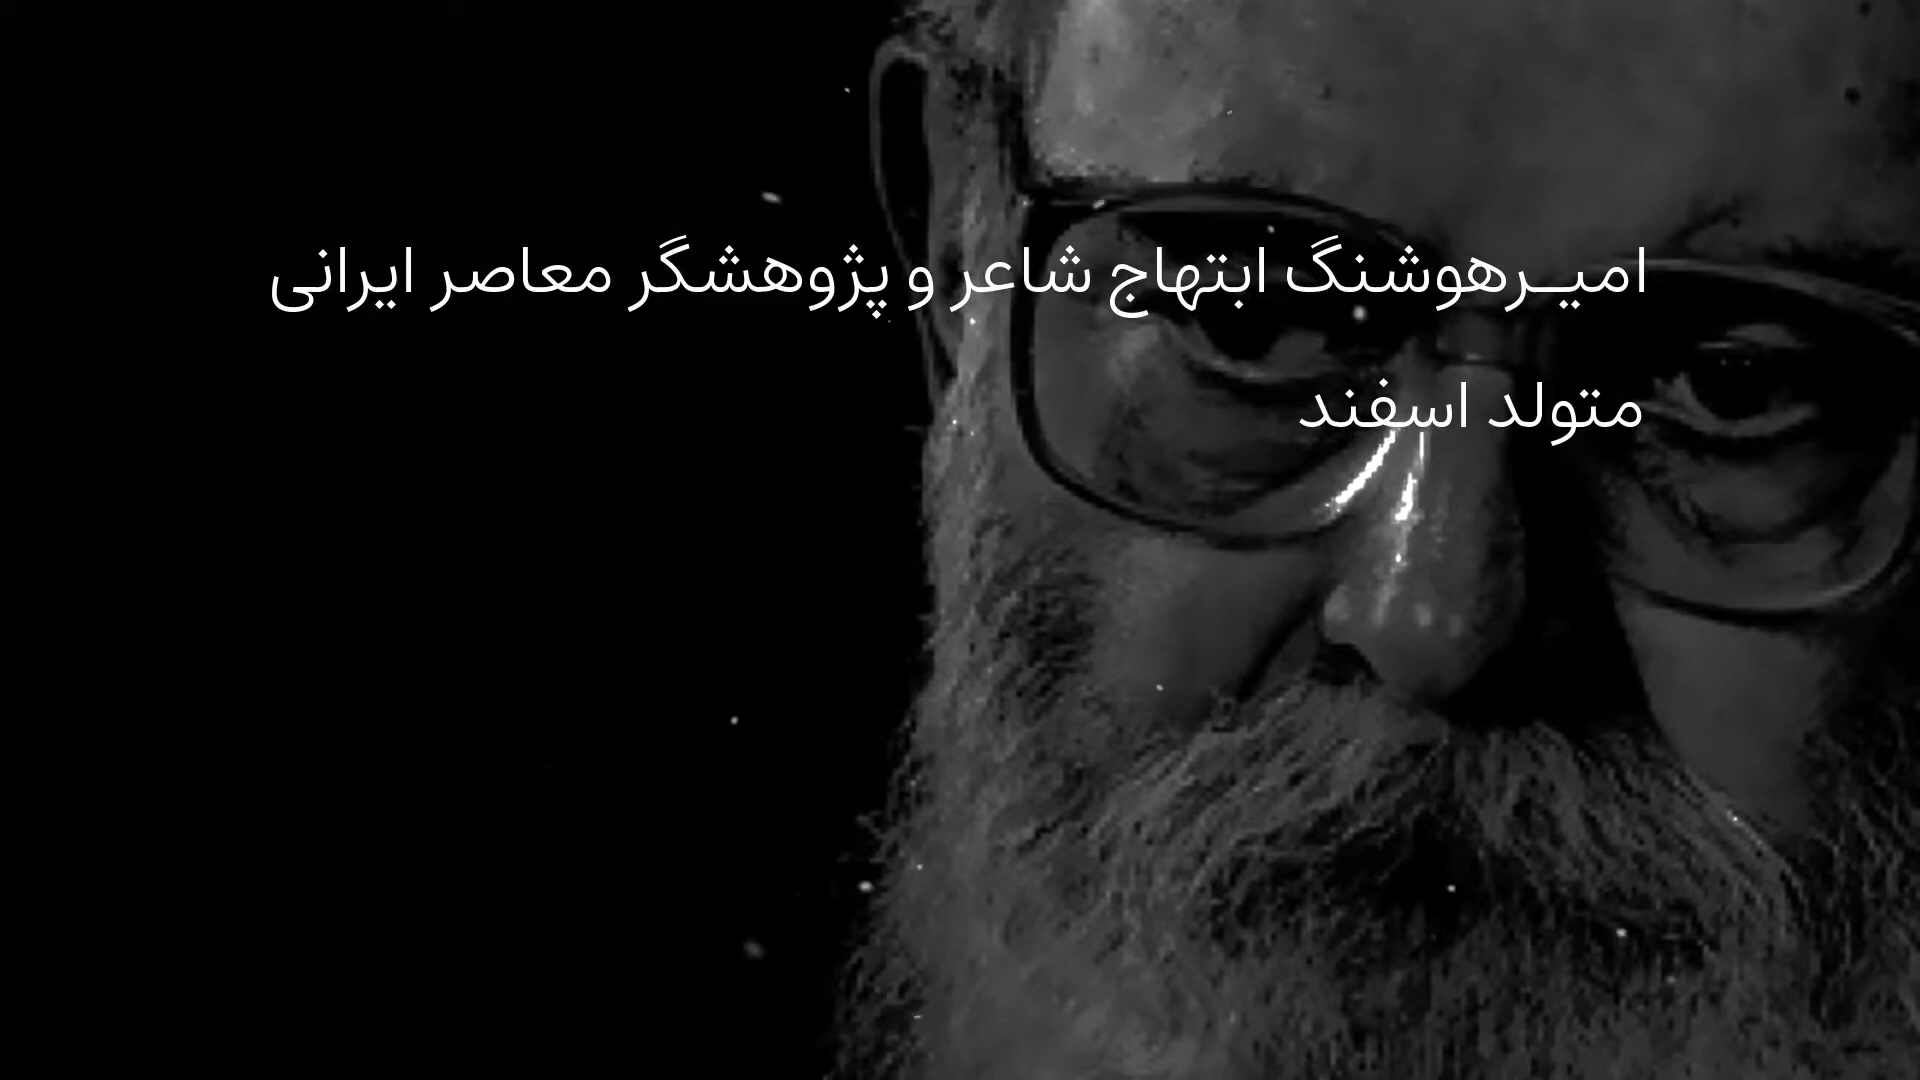 امیـرهوشنگ ابتهاج شاعر و پژوهشگر معاصر ایرانی
متولد اسفند